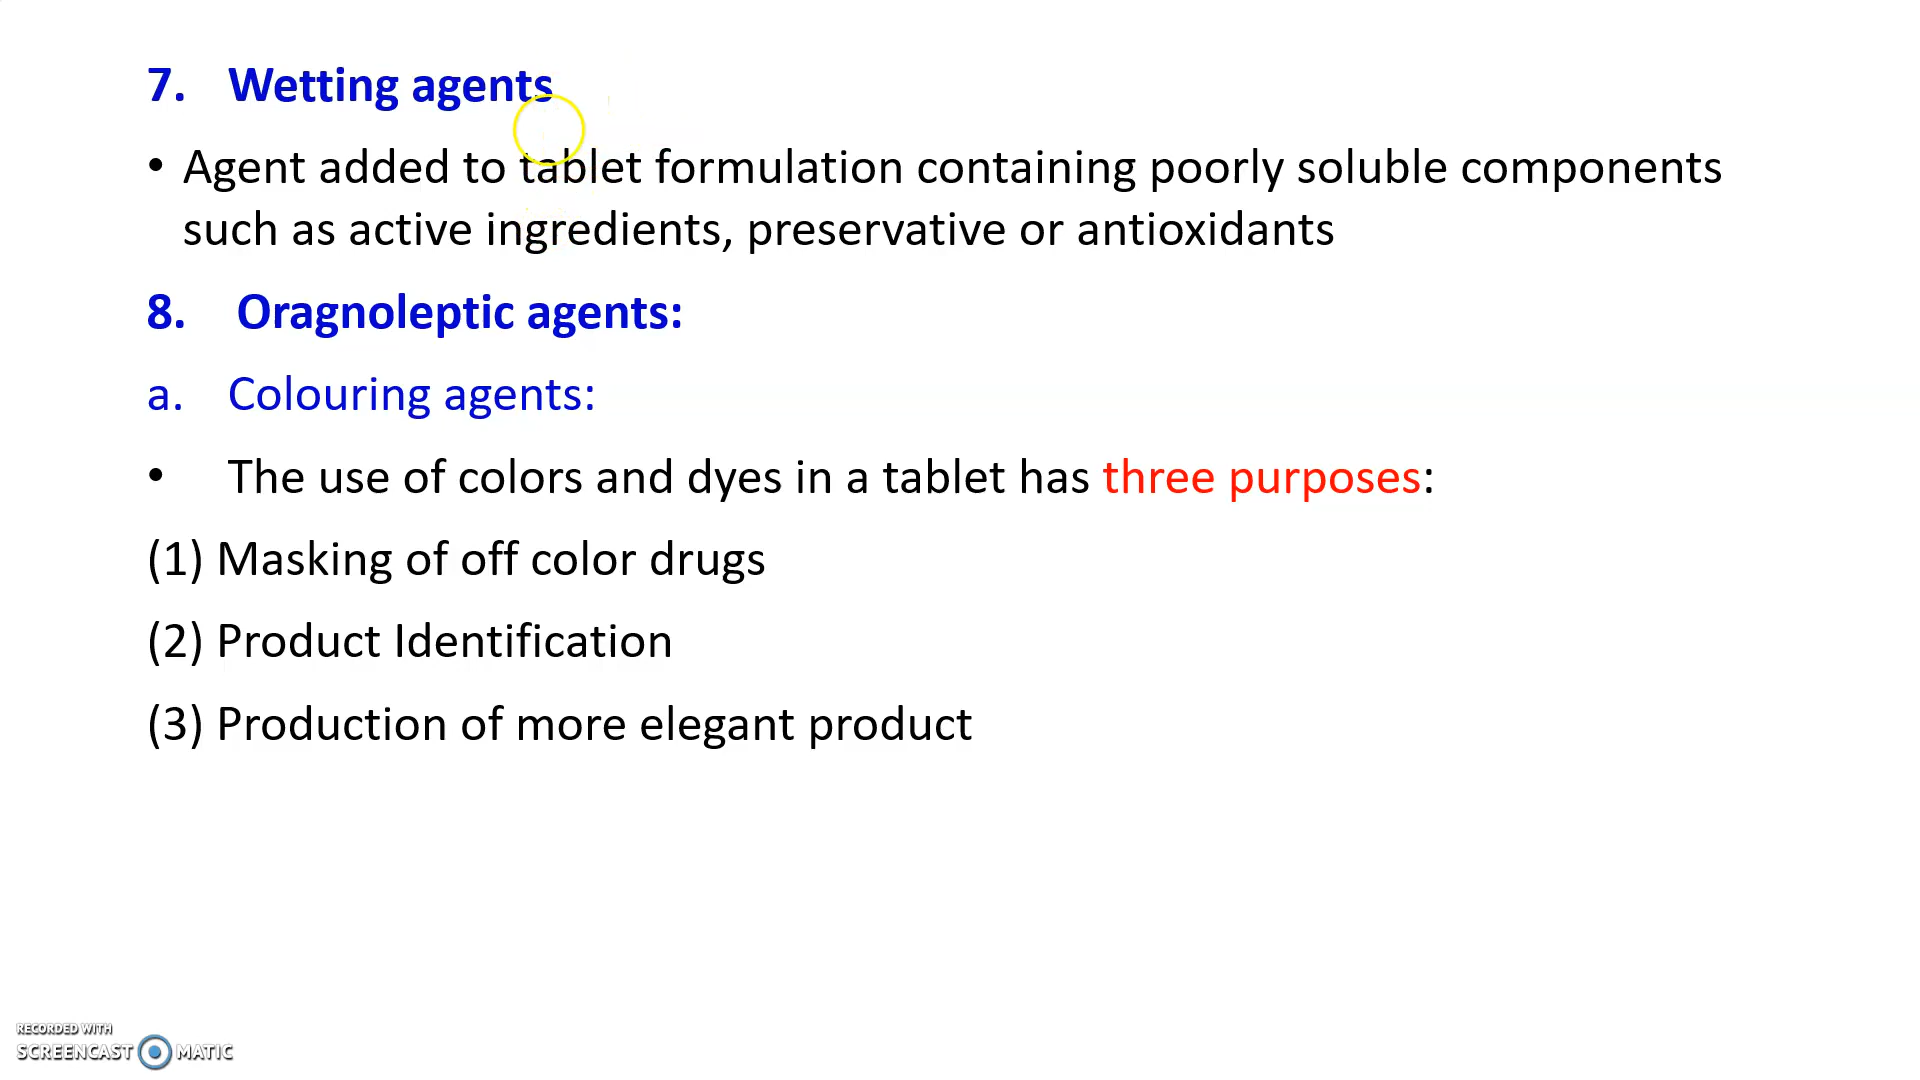 7. Wetting agents
• Agent added to tablet formulation containing poorly soluble components
such as active ingredients, preservative or antioxidants
8. Oragnoleptic agents:
a. Colouring agents:
• The use of colors and dyes in a tablet has three purposes:
(1) Masking of off color drugs
(2) Product Identification
(3) Production of more elegant product
RECORDED WITH
SCREENCAST MATIC